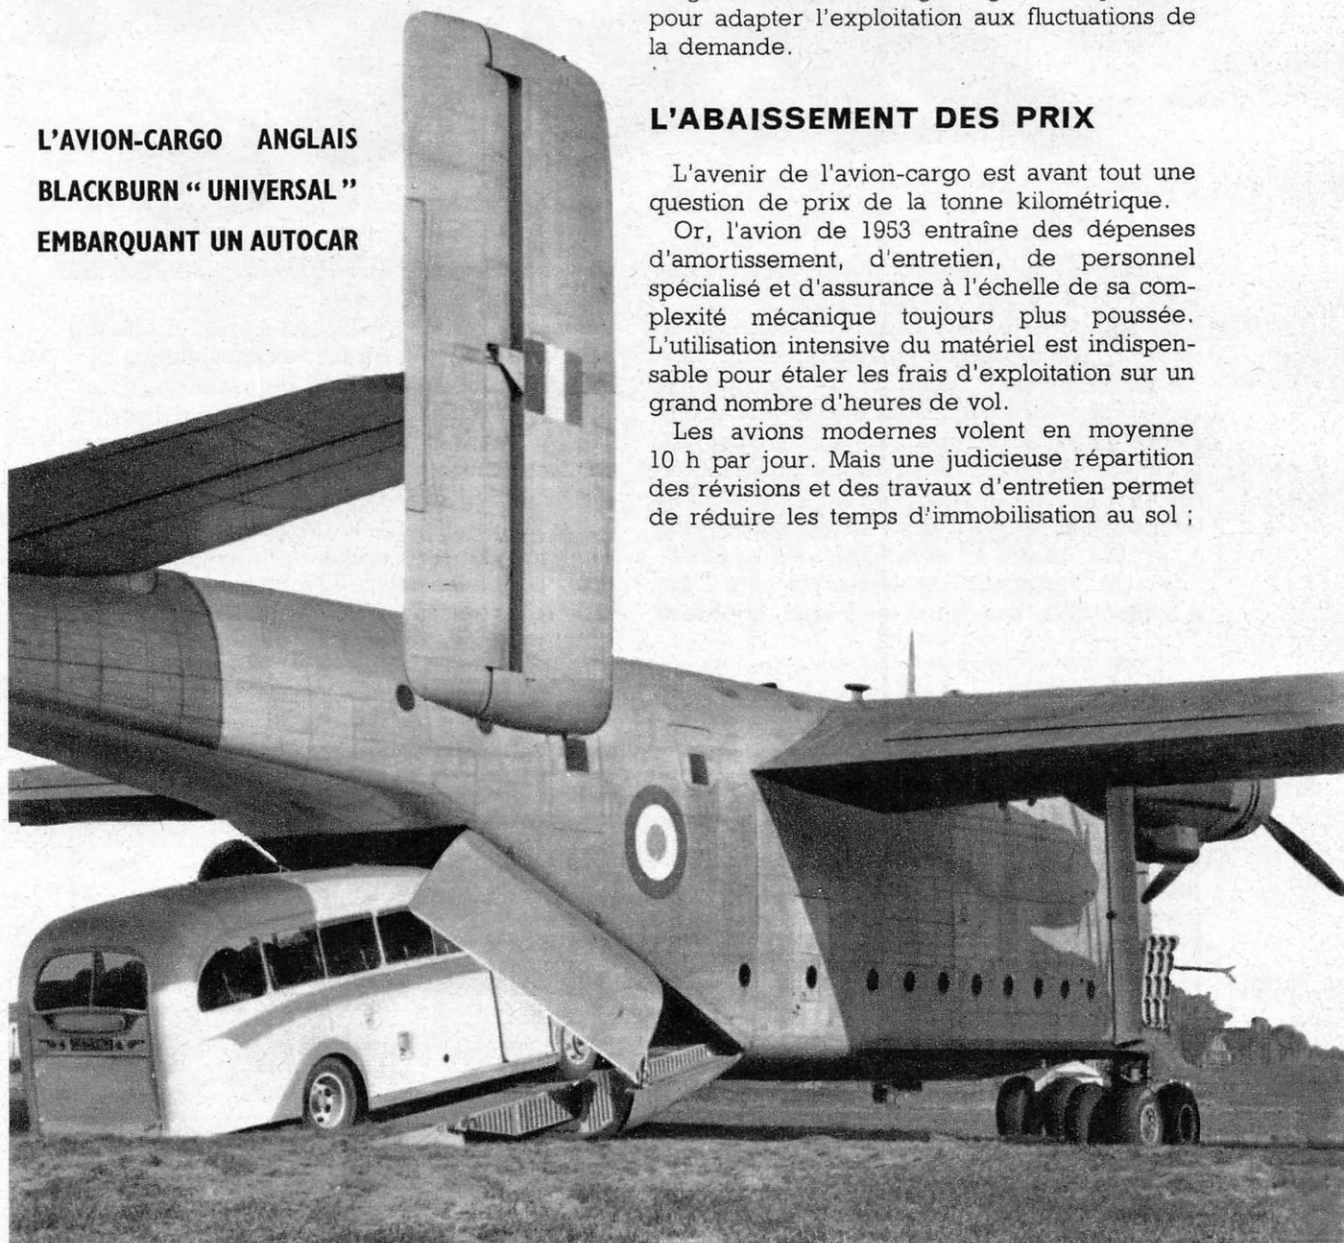 pour adapter l'exploitation aux fluctuations de
la demande.
L'AVION-CARGO ANGLAIS
BLACKBURN “ UNIVERSAL ”
EMBARQUANT UN AUTOCAR
L'ABAISSEMENT DES PRIX
L'avenir de l'avion-cargo est avant tout une
question de prix de la tonne kilométrique.
Or, l'avion de 1953 entraîne des dépenses
d'amortissement, d'entretien, de personnel
spécialisé et d'assurance à l'échelle de sa com-
plexité mécanique toujours plus poussée.
L'utilisation intensive du matériel est indispen-
sable pour étaler les frais d'exploitation sur un
grand nombre d'heures de vol.
Les avions modernes volent en moyenne
10 h par jour. Mais une judicieuse répartition
des révisions et des travaux d'entretien permet
de réduire les temps d'immobilisation au sol ;